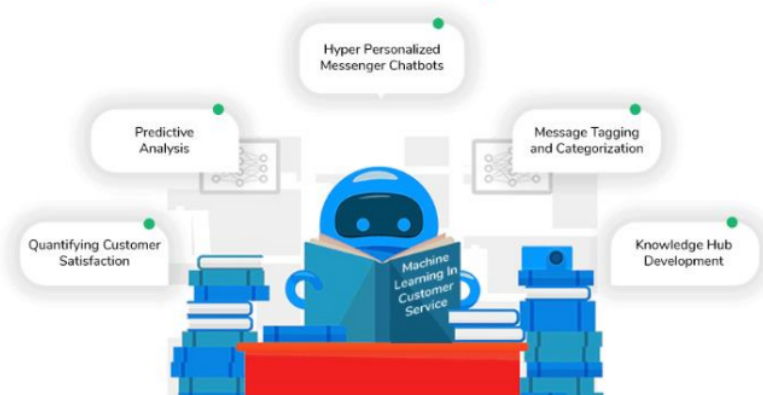 Hyper Personalized
Messenger Chatbots
Predictive
Analysis
Message Tagging
and Categorization
Quantifying Customer
Satisfaction
Knowledge Hub
Development
Machine
Learning In
Customer
Service